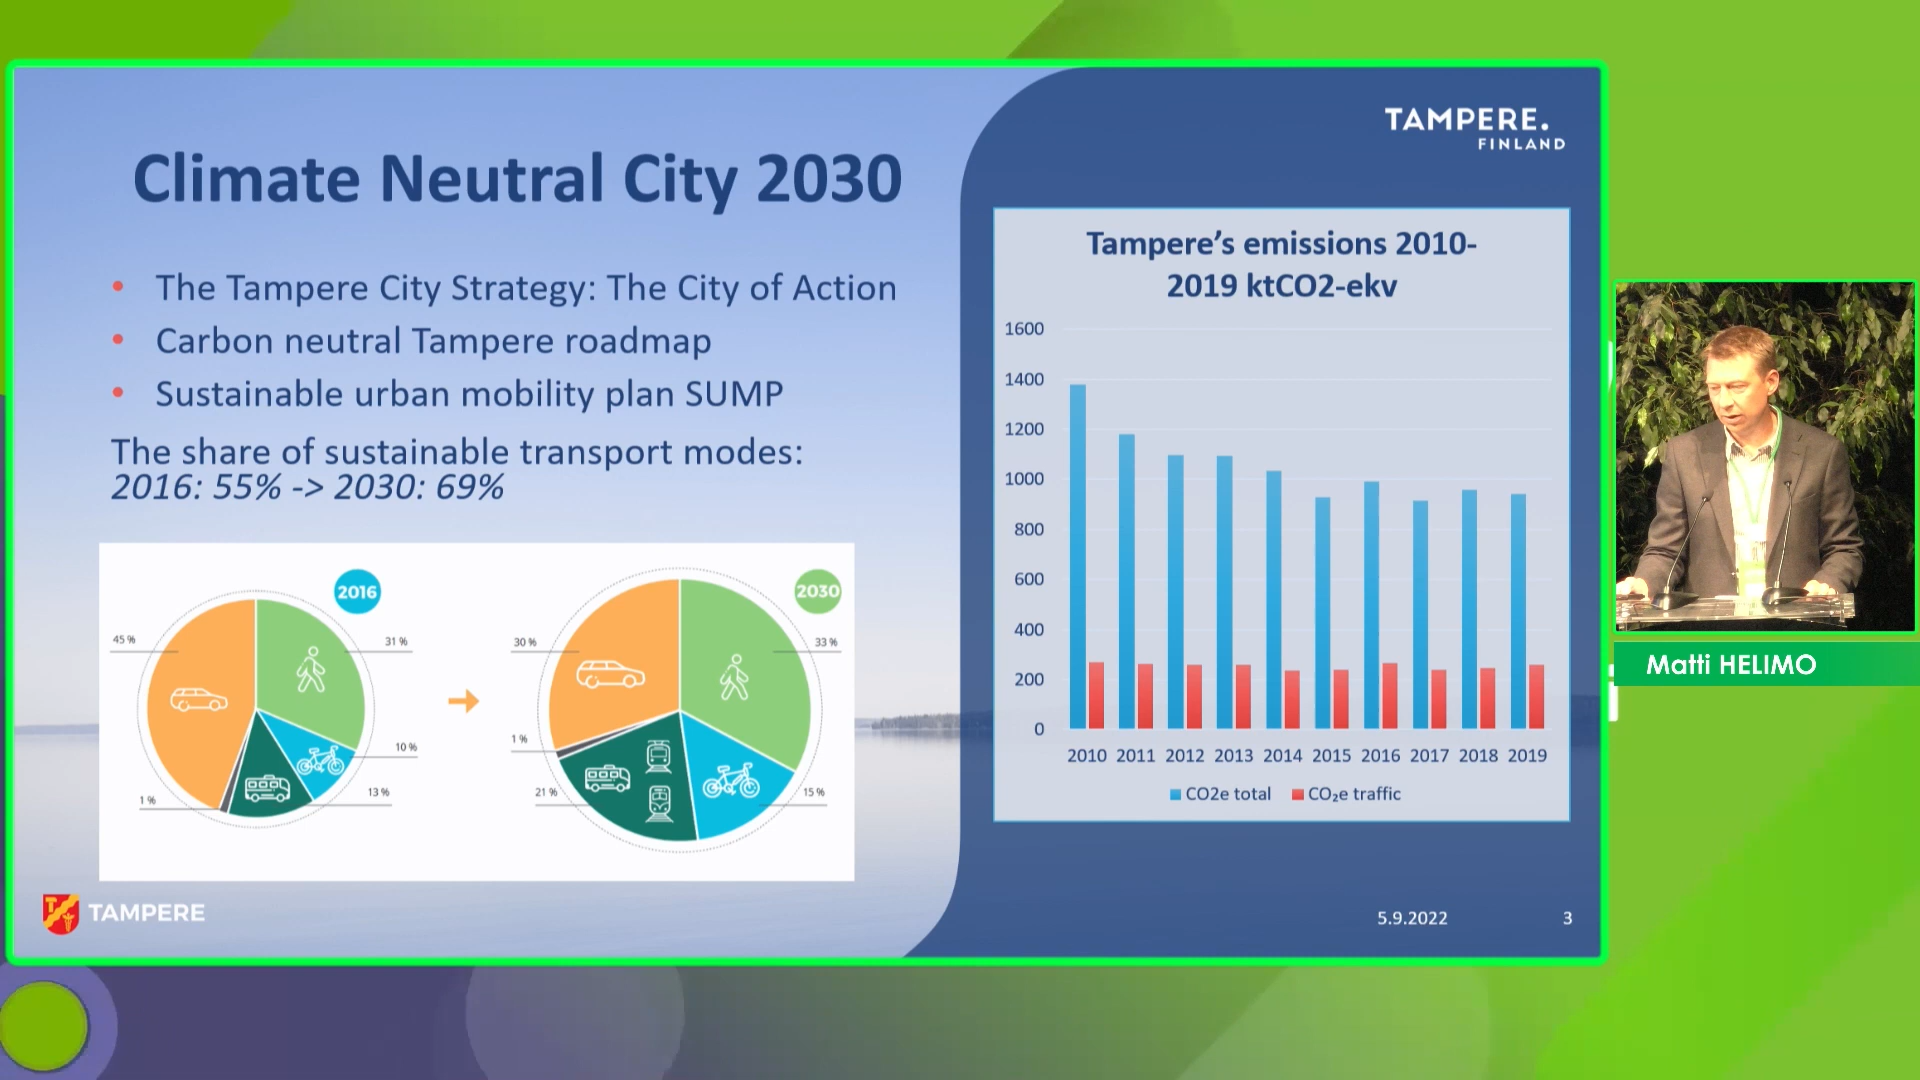 TAMPERE.
FINLAND
Climate Neutral City 2030
• The Tampere City Strategy: The City of Action
• Carbon neutral Tampere roadmap
• Sustainable urban mobility plan SUMP
The share of sustainable transport modes:
2016: 55% -> 2030: 69%
2016
45 %
31 %
10 %
13 %
1 %
2030
30 %
33 %
1 %
21 %
15 %
Tampere’s emissions 2010-
2019 ktCO2-ekv
1600
1400
1200
1000
800
600
400
200
0
2010 2011 2012 2013 2014 2015 2016 2017 2018 2019
CO2e total CO₂e traffic
TAMPERE
5.9.2022 3
Matti HELIMO